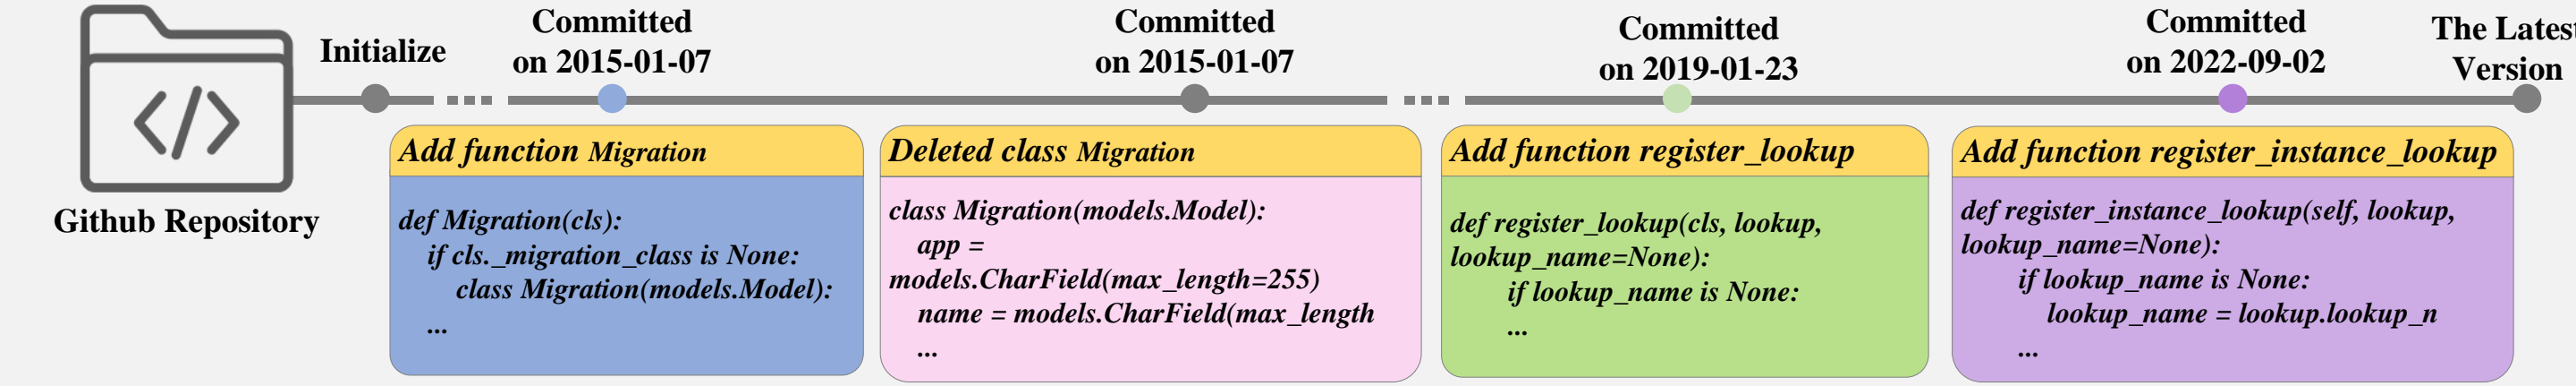 </>
Github Repository
Initialize
Committed
on 2015-01-07
Committed
on 2015-01-07
Committed
on 2019-01-23
Committed
on 2022-09-02
The Latest
Version
Add function Migration
def Migration(cls):
if cls._migration_class is None:
class Migration(models.Model):
...
Deleted class Migration
class Migration(models.Model):
app =
models.CharField(max_length=255)
name = models.CharField(max_length
...
Add function register_lookup
def register_lookup(cls, lookup,
lookup_name=None):
if lookup_name is None:
...
Add function register_instance_lookup
def register_instance_lookup(self, lookup,
lookup_name=None):
if lookup_name is None:
lookup_name = lookup.lookup_n
...